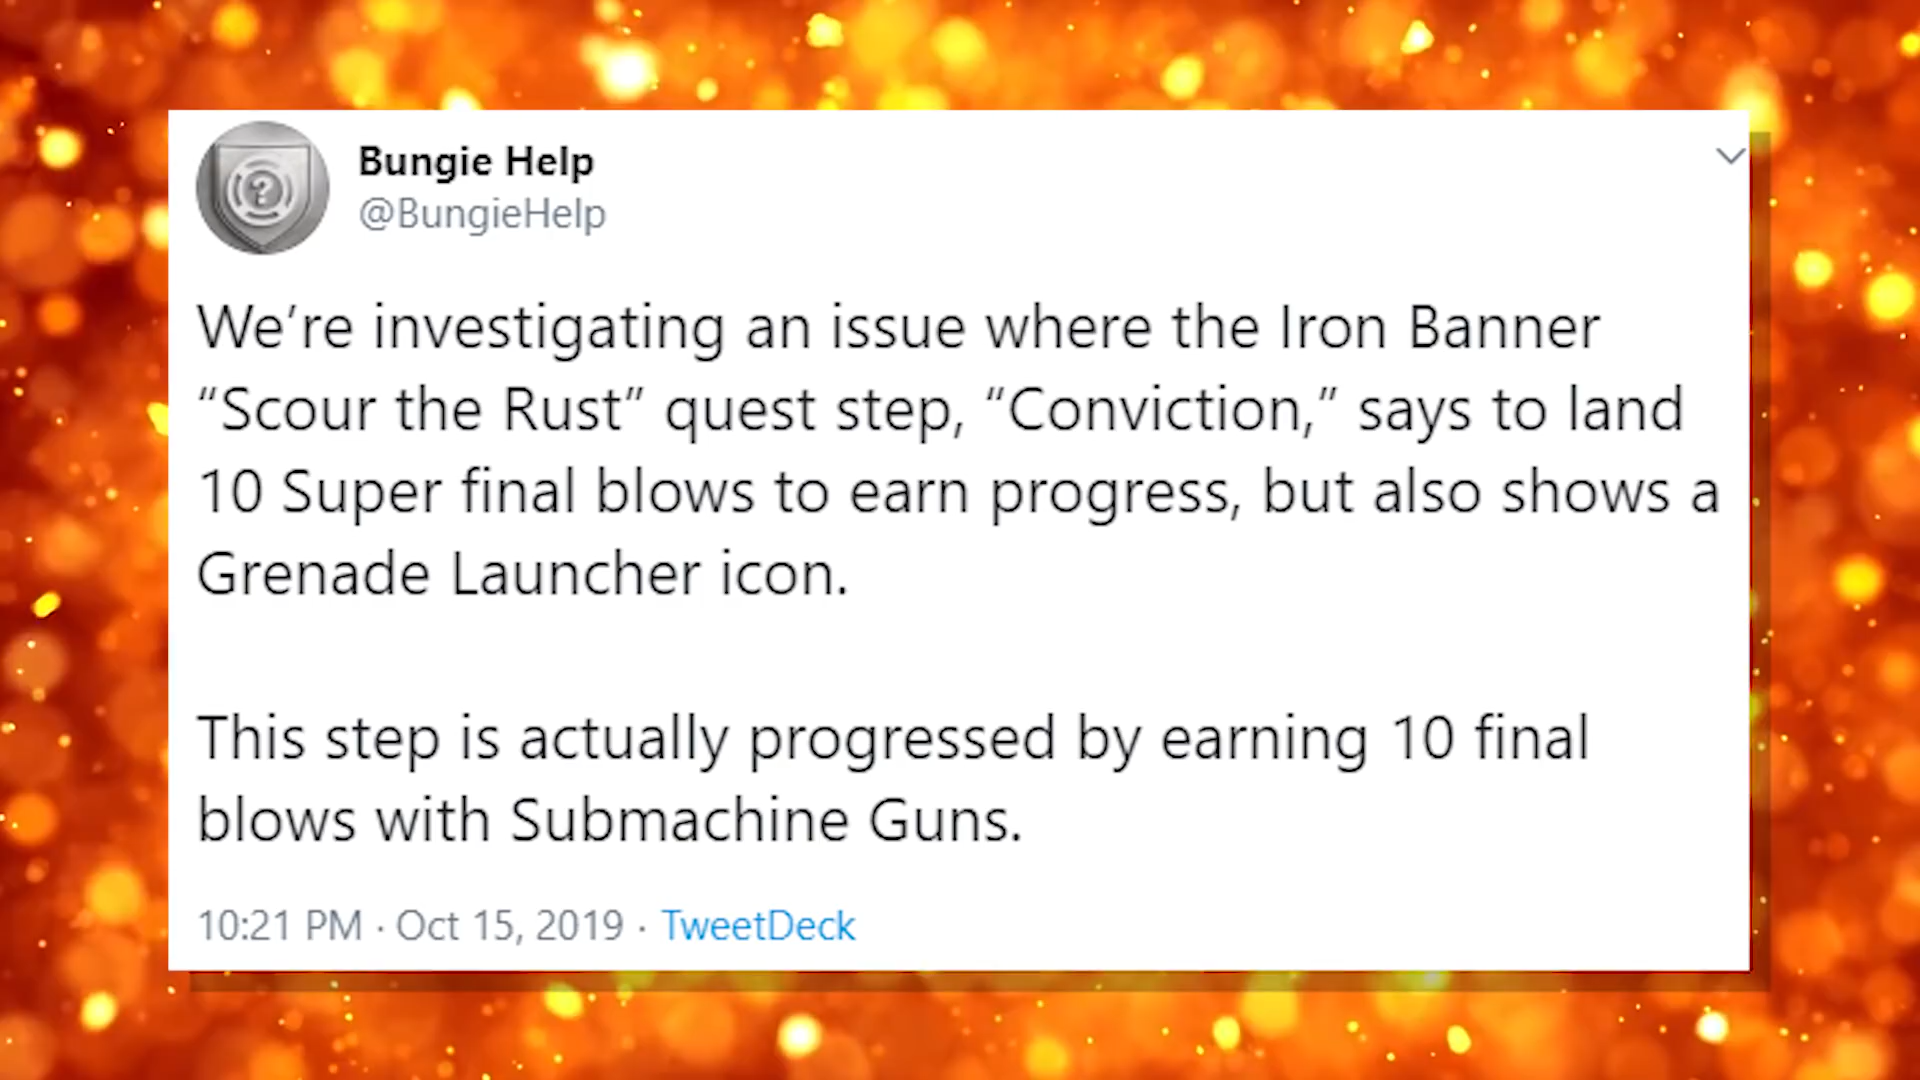 Bungie Help
@BungieHelp
We’re investigating an issue where the Iron Banner
“Scour the Rust” quest step, “Conviction,” says to land
10 Super final blows to earn progress, but also shows a
Grenade Launcher icon.
This step is actually progressed by earning 10 final
blows with Submachine Guns.
10:21 PM · Oct 15, 2019 · TweetDeck